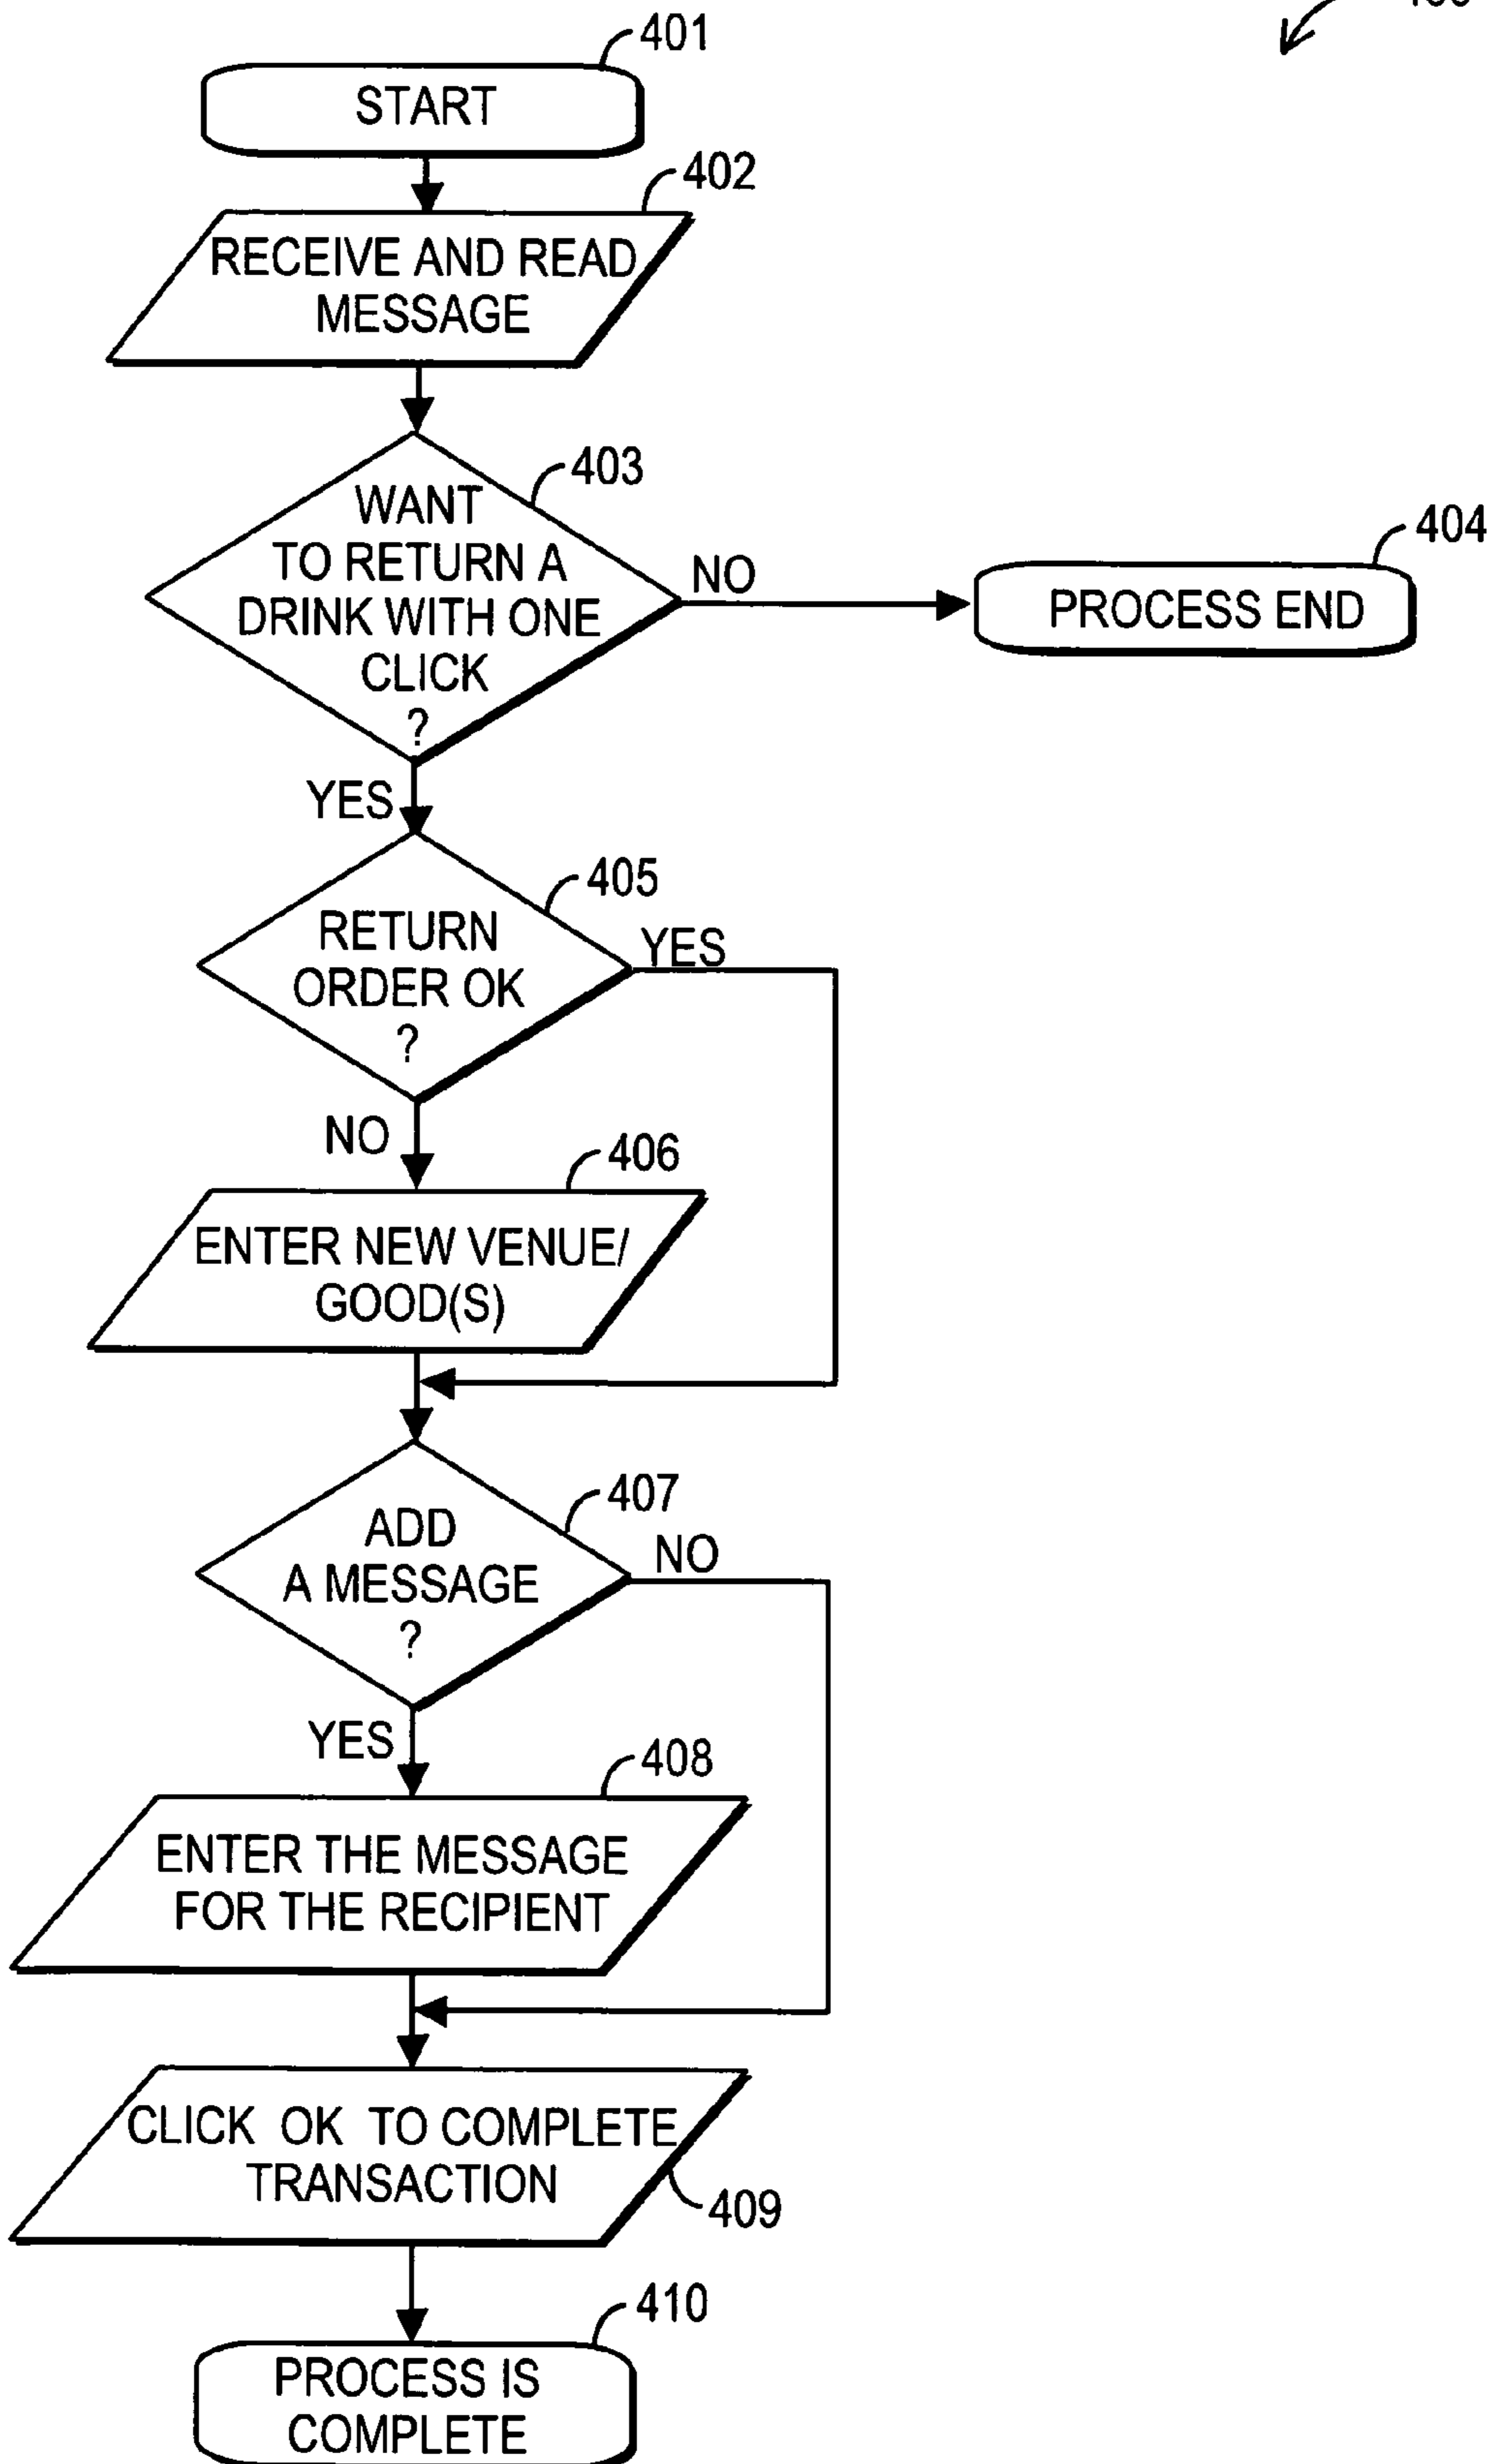 401
START
402
RECEIVE AND READ
MESSAGE
403
WANT
TO RETURN A
DRINK WITH ONE
CLICK
?
NO
404
PROCESS END
YES
405
RETURN
ORDER OK
?
YES
NO
406
ENTER NEW VENUE/
GOOD(S)
407
ADD
A MESSAGE
?
NO
YES
408
ENTER THE MESSAGE
FOR THE RECIPIENT
CLICK OK TO COMPLETE
TRANSACTION
409
410
PROCESS IS
COMPLETE